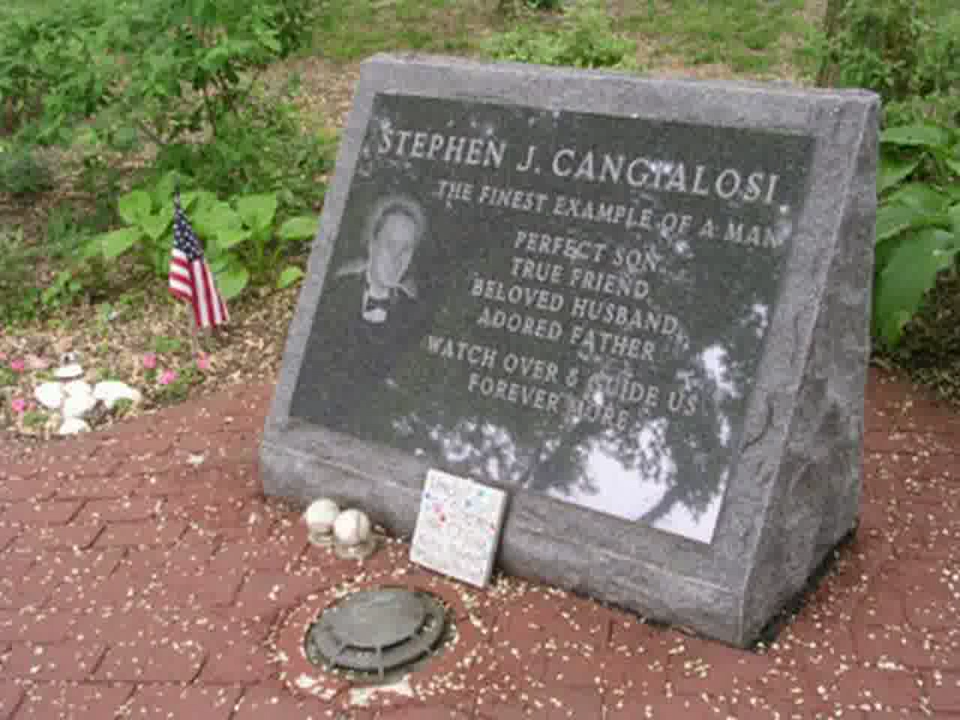 STEPHEN J. CANGIALOSI
THE FINEST EXAMPLE OF A MAN
PERFECT SON
TRUE FRIEND
BELOVED HUSBAND
ADORED FATHER
WATCH OVER & GUIDE US
FOREVER MORE